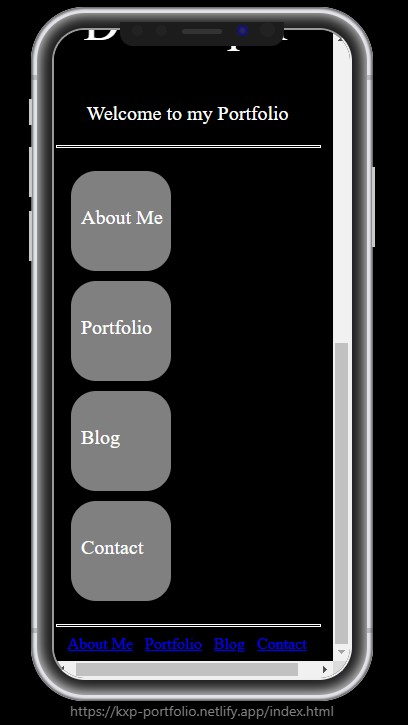 Welcome to my Portfolio
About Me
Portfolio
Blog
Contact
About Me Portfolio Blog Contact
https://kxp-portfolio.netlify.app/index.html